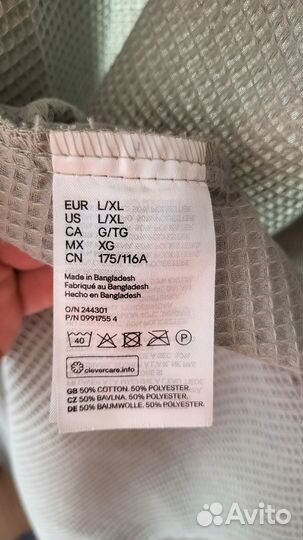 EUR L/XL
US L/XL
CA G/TG
MX XG
CN 175/116A
Made in Bangladesh
Fabriqué au Bangladesh
Hecho en Bangladesh
O/N 244301
P/N 0991755 4
40 P
clevercare.info
GB 50% COTTON. 50% POLYESTER.
CZ 50% BAVLNA. 50% POLYESTER.
DE 50% BAUMWOLLE. 50% POLYESTER.
Avito